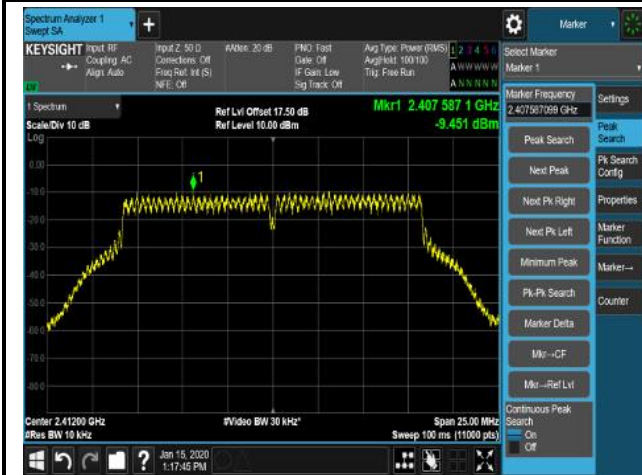 Spectrum Analyzer 1
Swept SA
+
Marker
KEYSIGHT
Input: RF
Coupling: AC
Align: Auto
Input Z: 50 Ω
Corrections: Off
Freq Ref: Int (S)
NFE: Off
#Atten: 20 dB
PNO: Fast
Gate: Off
IF Gain: Low
Sig Track: Off
Avg Type: Power (RMS)
Avg|Hold: 100/100
Trig: Free Run
1 2 3 4 5 6
A W W W W W
A N N N N N
Select Marker
Marker 1
1 Spectrum
Scale/Div 10 dB
Log
Ref Lvl Offset 17.50 dB
Ref Level 10.00 dBm
Mkr1 2.407 587 1 GHz
-9.451 dBm
0.00
-10.0
-20.0
-30.0
-40.0
-50.0
-60.0
-70.0
-80.0
1
Center 2.41200 GHz
#Res BW 10 kHz
#Video BW 30 kHz*
Span 25.00 MHz
Sweep 100 ms (11000 pts)
Marker Frequency
2.407587099 GHz
Peak Search
Next Peak
Next Pk Right
Next Pk Left
Minimum Peak
Pk-Pk Search
Marker Delta
Mkr→CF
Mkr→Ref Lvl
Continuous Peak
Search
On
Off
Settings
Peak
Search
Pk Search
Config
Properties
Marker
Function
Marker→
Counter
?
Jan 15, 2020
1:17:45 PM